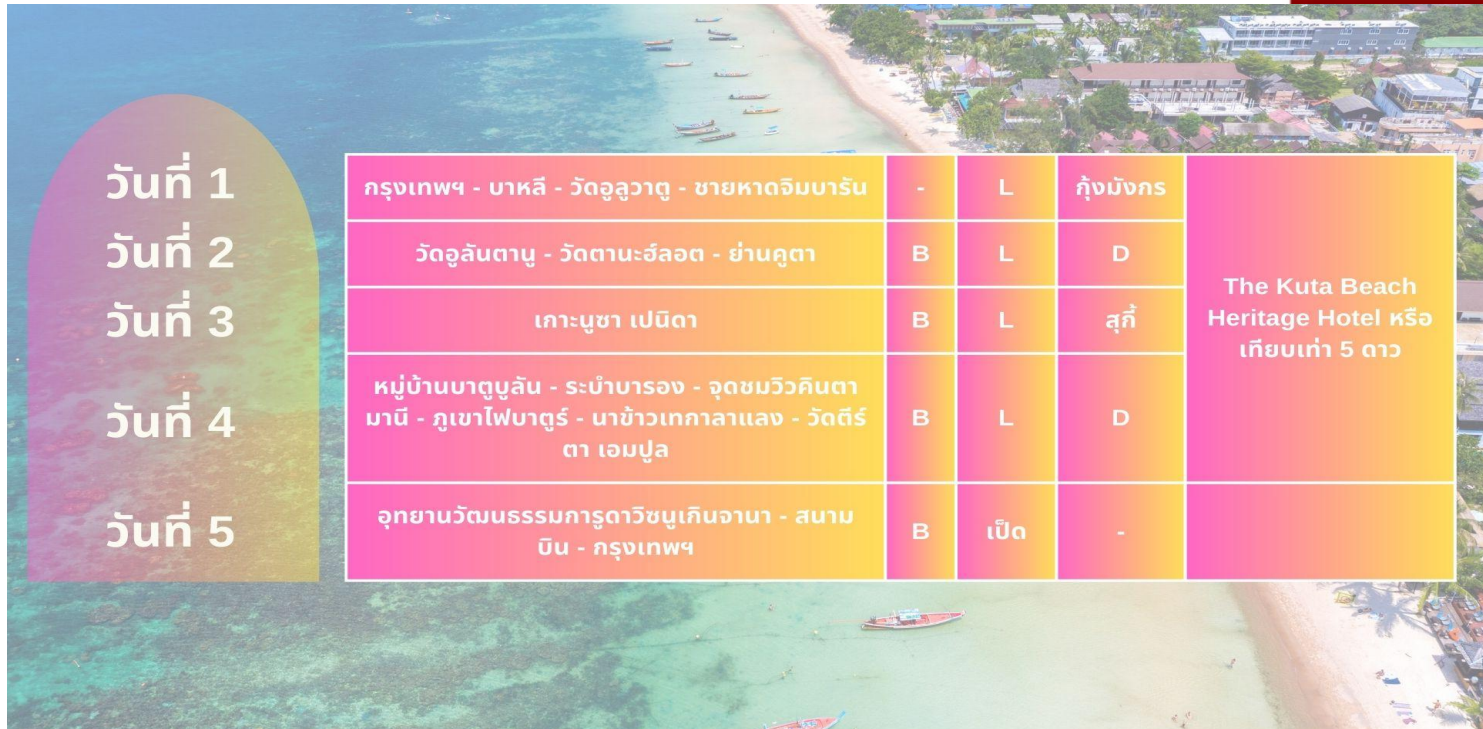 วันที่ 1
กรุงเทพฯ - บาหลี - วัดอูลูวาตู - ชายหาดจิมบารัน
-
L
กุ้งมังกร
The Kuta Beach
Heritage Hotel หรือ
เทียบเท่า 5 ดาว
วันที่ 2
วัดอูลันตานู - วัดตานะฮ์ลอต - ย่านคูตา
B
L
D
วันที่ 3
เกาะนูซา เปนิดา
B
L
สุกี้
วันที่ 4
หมู่บ้านบาตูบูลัน - ระบำบารอง - จุดชมวิวคินตา
มานี - ภูเขาไฟบาตูร์ - นาข้าวเทกาลาแลง - วัดตีร์
ตา เอมปูล
B
L
D
วันที่ 5
อุทยานวัฒนธรรมการูดาวิซนูเกินจานา - สนาม
บิน - กรุงเทพฯ
B
เป็ด
-